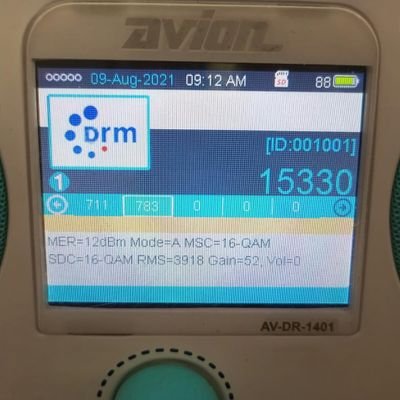 avion
09-Aug-2021 09:12 AM SD 88
Drm
[ID:001001]
1 15330
711 783 0 0 0
MER=12dBm Mode=A MSC=16-QAM
SDC=16-QAM RMS=3918 Gain=52, Vol=0
AV-DR-1401